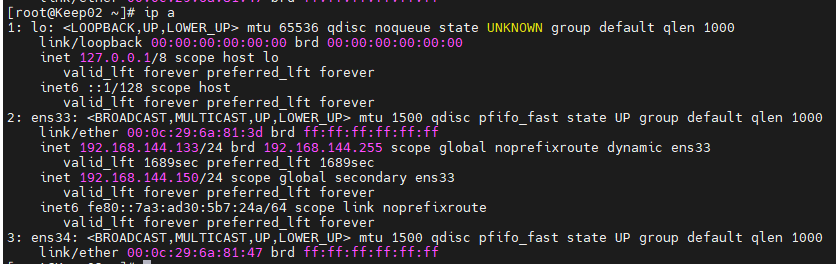 [root@Keep02 ~]# ip a
1: lo: <LOOPBACK,UP,LOWER_UP> mtu 65536 qdisc noqueue state UNKNOWN group default qlen 1000
link/loopback 00:00:00:00:00:00 brd 00:00:00:00:00:00
inet 127.0.0.1/8 scope host lo
valid_lft forever preferred_lft forever
inet6 ::1/128 scope host
valid_lft forever preferred_lft forever
2: ens33: <BROADCAST,MULTICAST,UP,LOWER_UP> mtu 1500 qdisc pfifo_fast state UP group default qlen 1000
link/ether 00:0c:29:6a:81:3d brd ff:ff:ff:ff:ff:ff
inet 192.168.144.133/24 brd 192.168.144.255 scope global noprefixroute dynamic ens33
valid_lft 1689sec preferred_lft 1689sec
inet 192.168.144.150/24 scope global secondary ens33
valid_lft forever preferred_lft forever
inet6 fe80::7a3:ad30:5b7:24a/64 scope link noprefixroute
valid_lft forever preferred_lft forever
3: ens34: <BROADCAST,MULTICAST,UP,LOWER_UP> mtu 1500 qdisc pfifo_fast state UP group default qlen 1000
link/ether 00:0c:29:6a:81:47 brd ff:ff:ff:ff:ff:ff